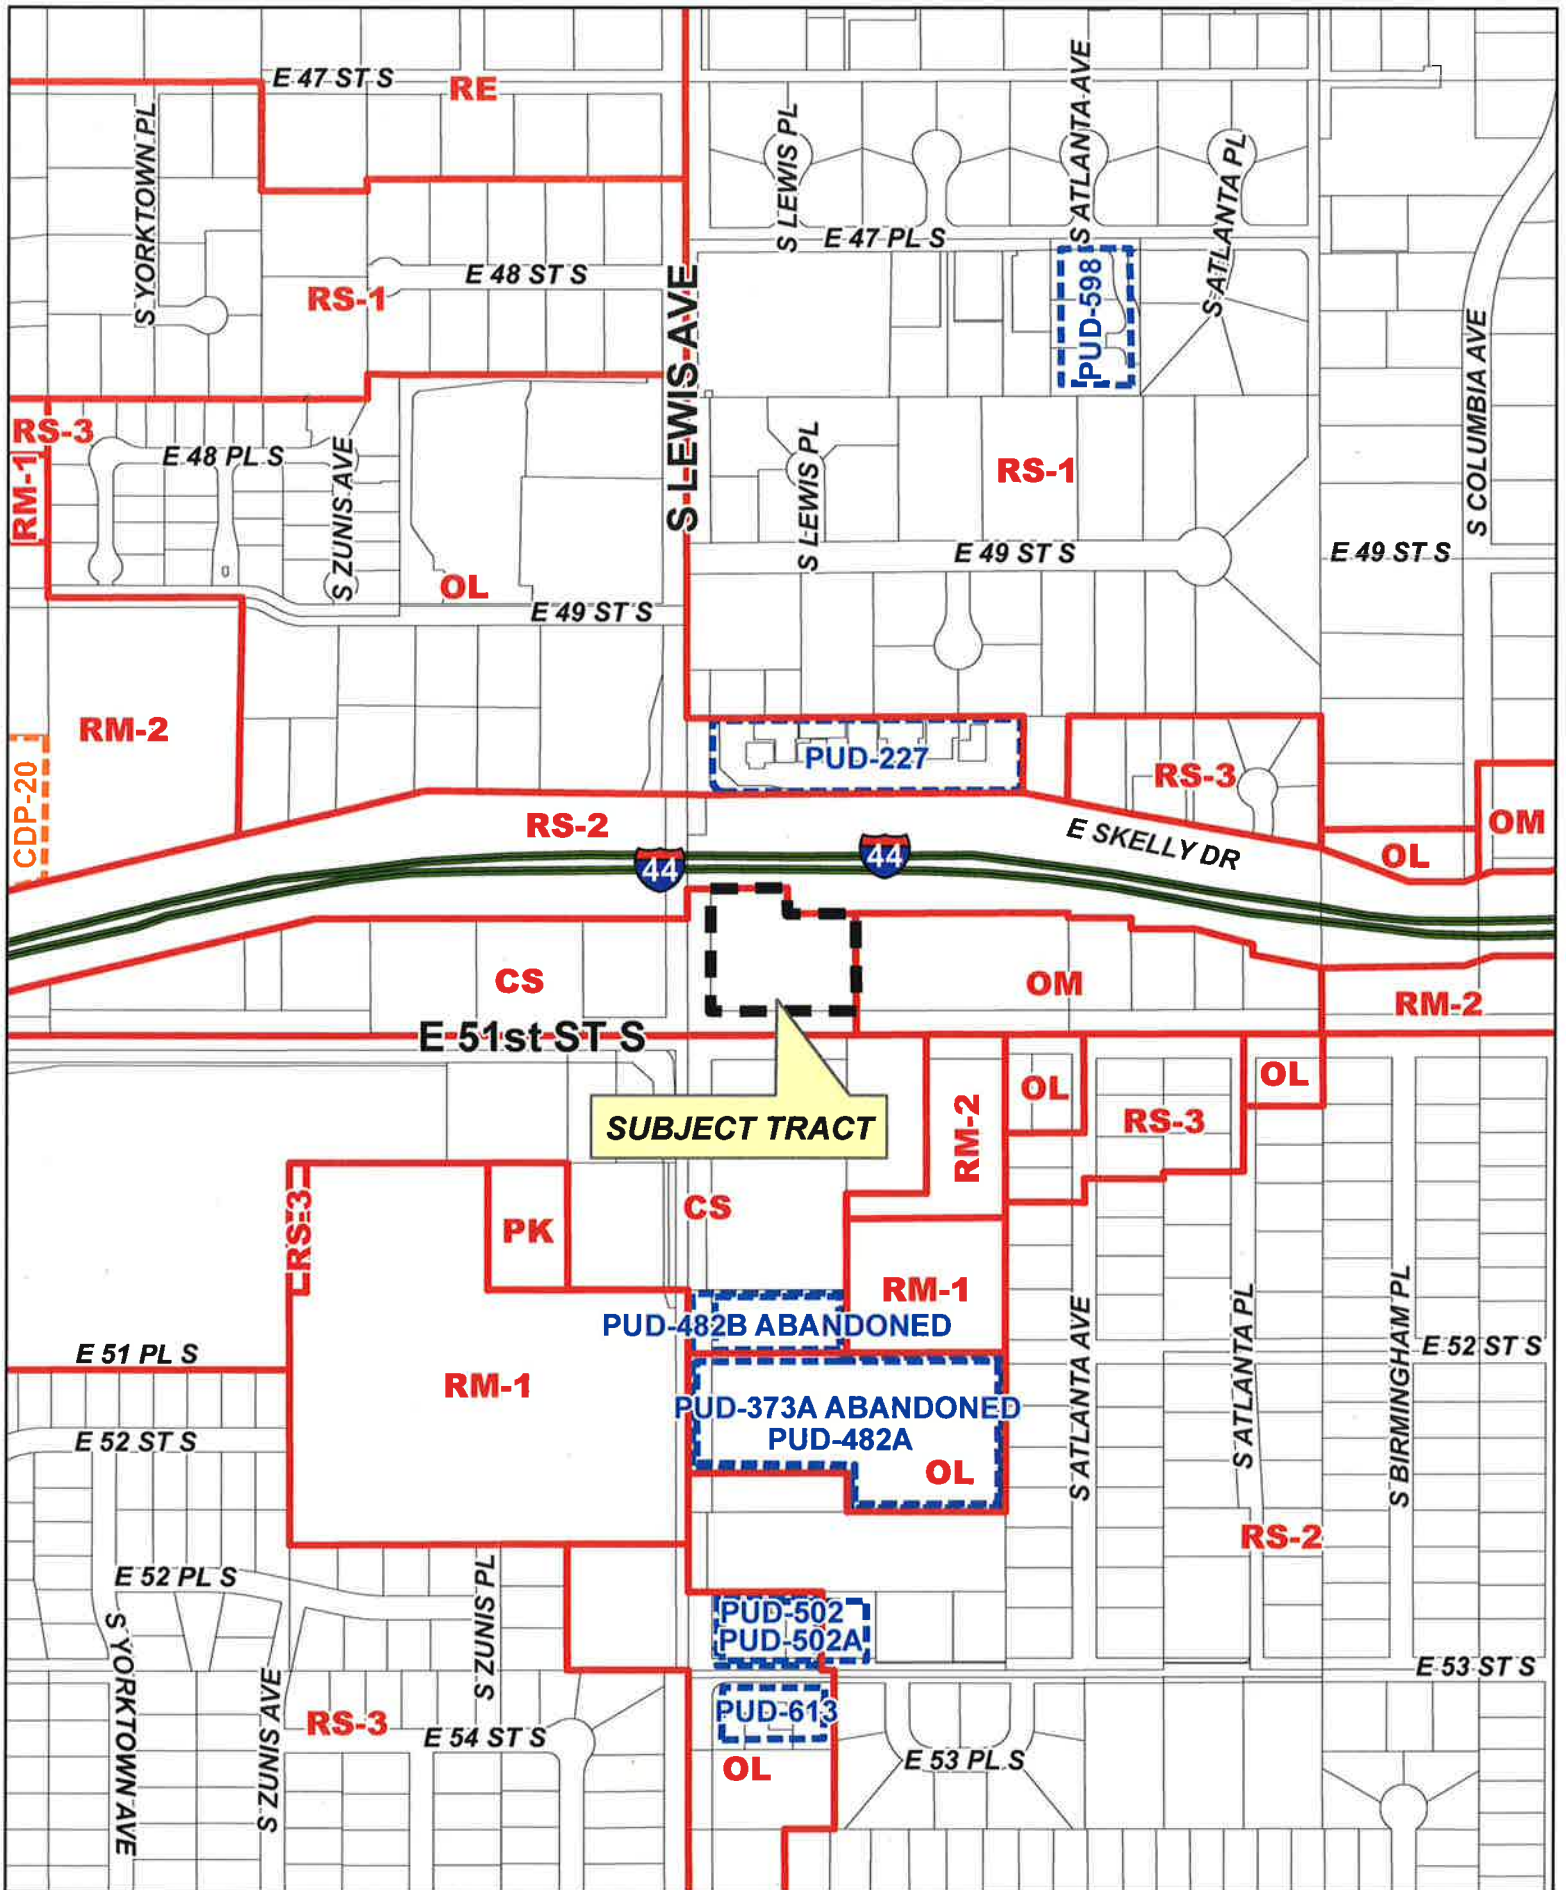 E 47 ST S
RE
S YORKTOWN PL
S LEWIS PL
S ATLANTA AVE
S ATLANTA PL
E 47 PL S
E 48 ST S
RS-1
PUD-598
S LEWIS AVE
S COLUMBIA AVE
RS-3
RM-1
E 48 PL S
S ZUNIS AVE
S LEWIS PL
RS-1
OL
E 49 ST S
E 49 ST S
E 49 ST S
RM-2
CDP-20
PUD-227
RS-3
OM
RS-2
E SKELLY DR
OL
44
44
CS
OM
RM-2
E 51st ST S
SUBJECT TRACT
RM-2
OL
OL
RS-3
RS-3
PK
CS
RM-1
PUD-482B ABANDONED
E 51 PL S
RM-1
PUD-373A ABANDONED
PUD-482A
OL
S ATLANTA AVE
S ATLANTA PL
S BIRMINGHAM PL
E 52 ST S
E 52 ST S
RS-2
E 52 PL S
S YORKTOWN AVE
S ZUNIS AVE
S ZUNIS PL
PUD-502
PUD-502A
E 53 ST S
RS-3
E 54 ST S
PUD-613
OL
E 53 PL S